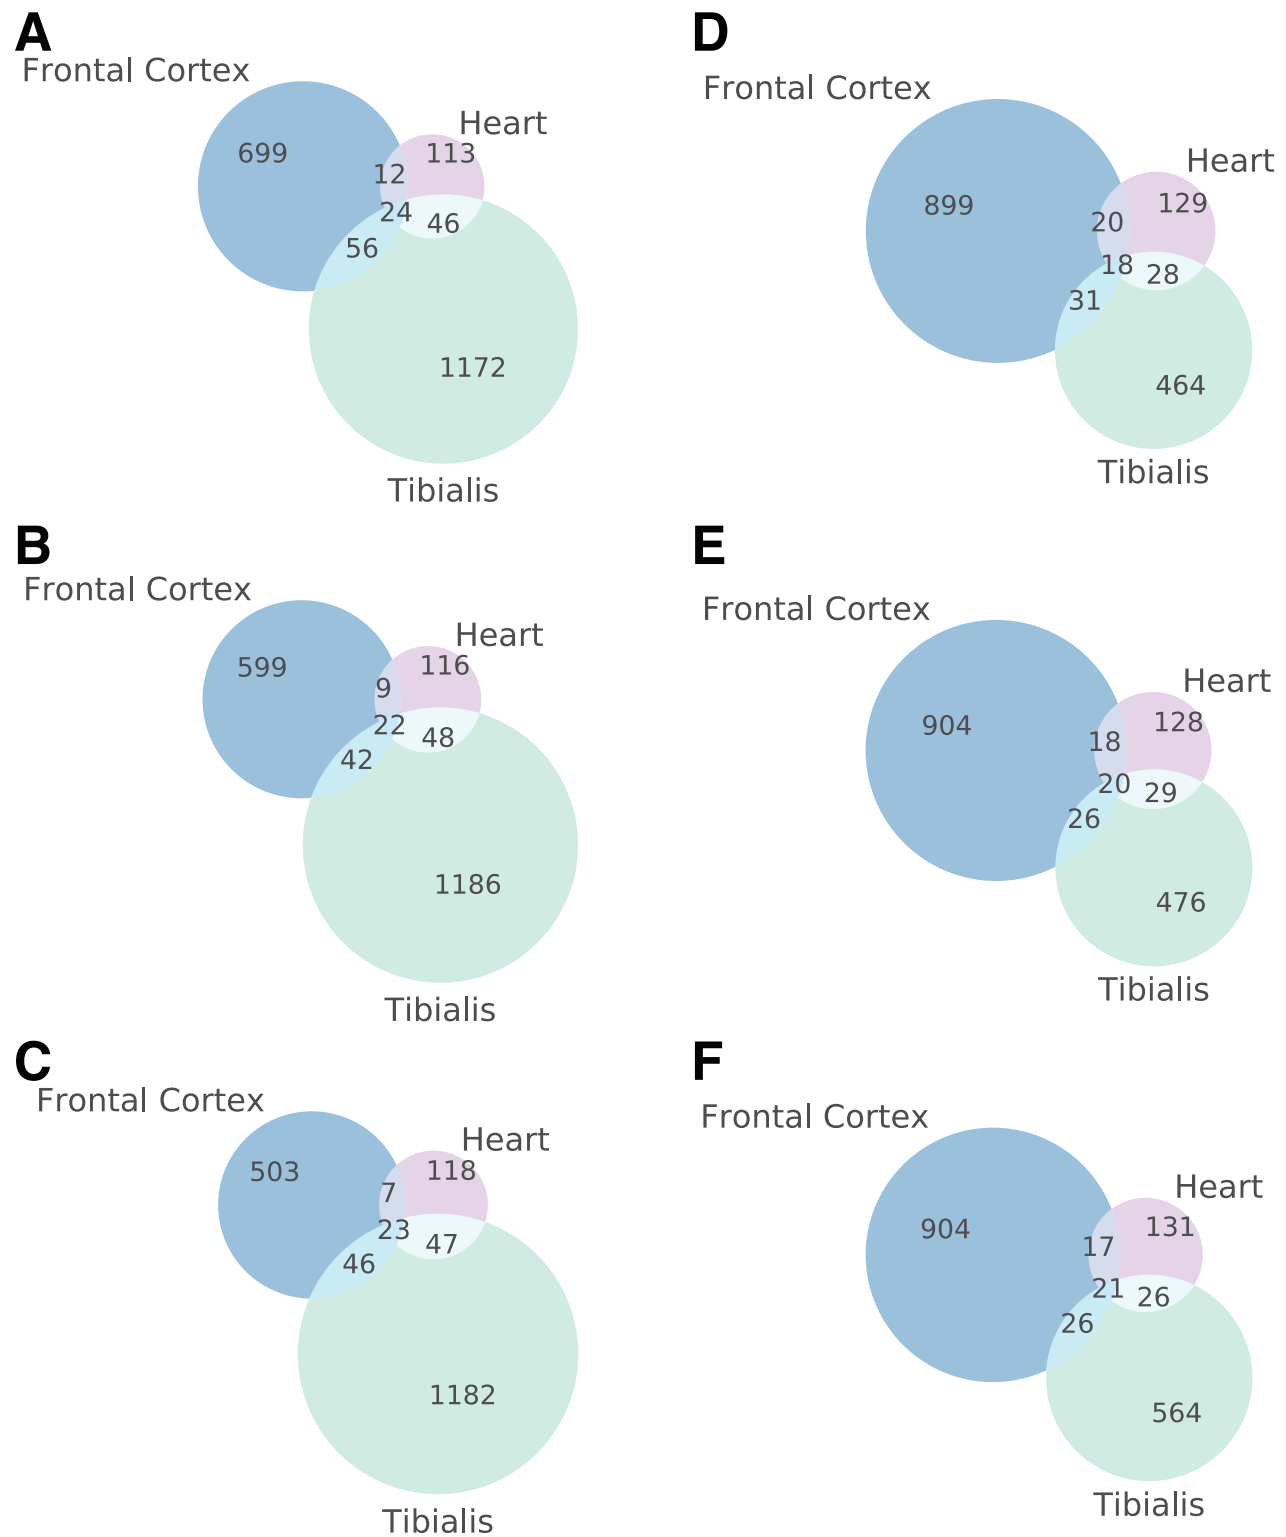 A
Frontal Cortex
Heart
699
113
12
24
46
56
1172
Tibialis
B
Frontal Cortex
Heart
599
116
9
22
48
42
1186
Tibialis
C
Frontal Cortex
Heart
503
118
7
23
47
46
1182
Tibialis
D
Frontal Cortex
Heart
899
129
20
18
28
31
464
Tibialis
E
Frontal Cortex
Heart
904
128
18
20
29
26
476
Tibialis
F
Frontal Cortex
Heart
904
131
17
21
26
26
564
Tibialis